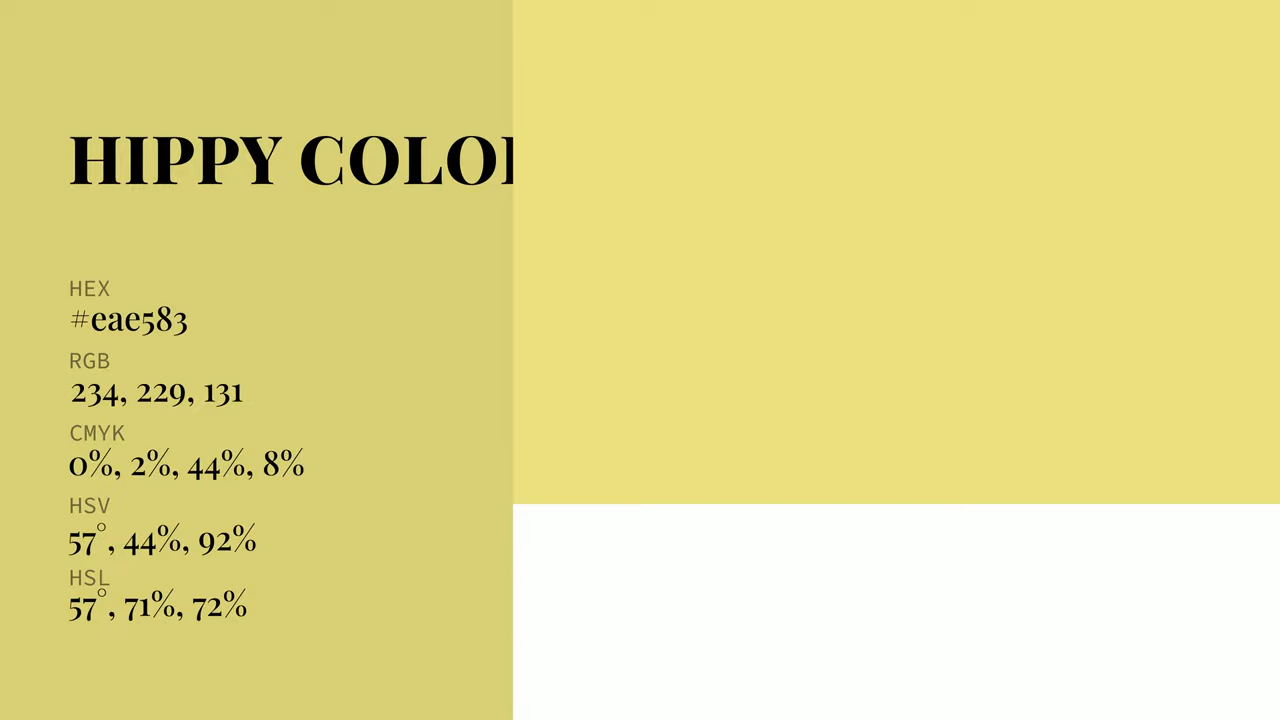 HIPPY COLO
HEX
#eae583
RGB
234, 229, 131
CMYK
0%, 2%, 44%, 8%
HSV
57°, 44%, 92%
HSL
57°, 71%, 72%